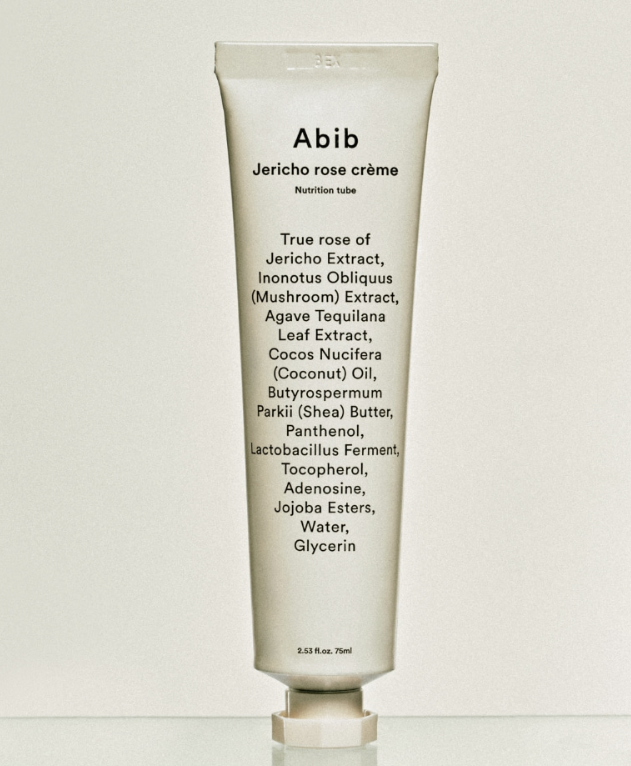 Abib
Jericho rose crème
Nutrition tube
True rose of
Jericho Extract,
Inonotus Obliquus
(Mushroom) Extract,
Agave Tequilana
Leaf Extract,
Cocos Nucifera
(Coconut) Oil,
Butyrospermum
Parkii (Shea) Butter,
Panthenol,
Lactobacillus Ferment,
Tocopherol,
Adenosine,
Jojoba Esters,
Water,
Glycerin
2.53 fl.oz. 75ml